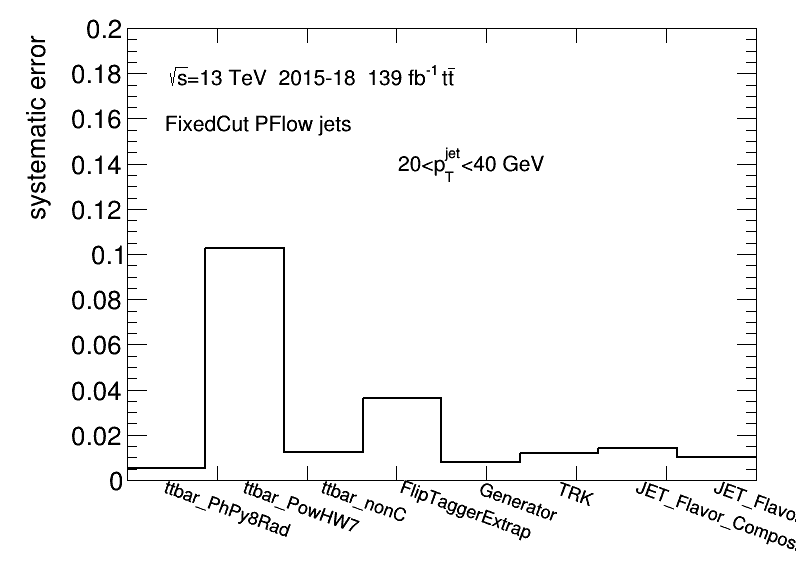 systematic error
0.2
0.18
0.16
0.14
0.12
0.1
0.08
0.06
0.04
0.02
0
√s=13 TeV 2015-18 139 fb⁻¹ tt̄
FixedCut PFlow jets
20<p_T^jet<40 GeV
ttbar_PhPy8Rad
ttbar_PowHW7
ttbar_nonC
FlipTaggerExtrap
Generator
TRK
JET_Flavor_Compos
JET_Flavo